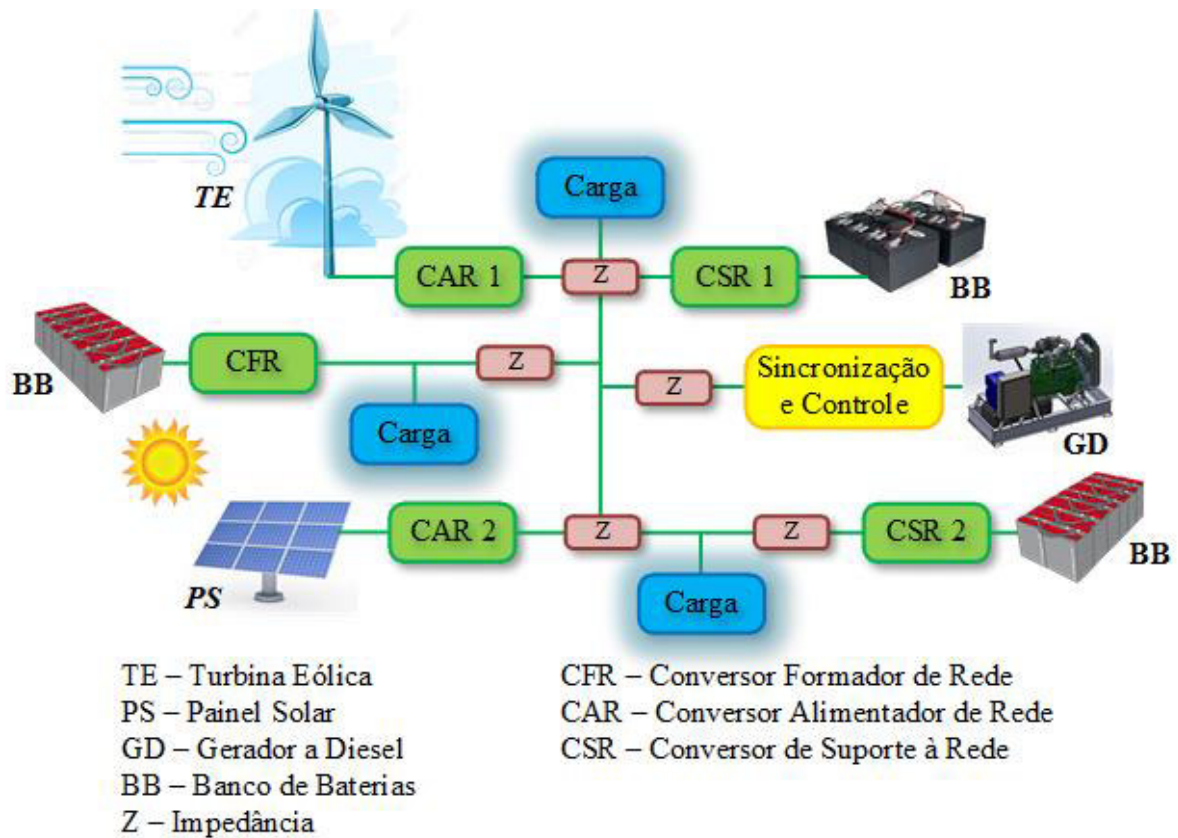 TE
Carga
CAR 1
Z
CSR 1
BB
BB
CFR
Z
Carga
Z
Sincronização
e Controle
GD
PS
CAR 2
Z
Z
CSR 2
BB
Carga
TE – Turbina Eólica
PS – Painel Solar
GD – Gerador a Diesel
BB – Banco de Baterias
Z – Impedância
CFR – Conversor Formador de Rede
CAR – Conversor Alimentador de Rede
CSR – Conversor de Suporte à Rede